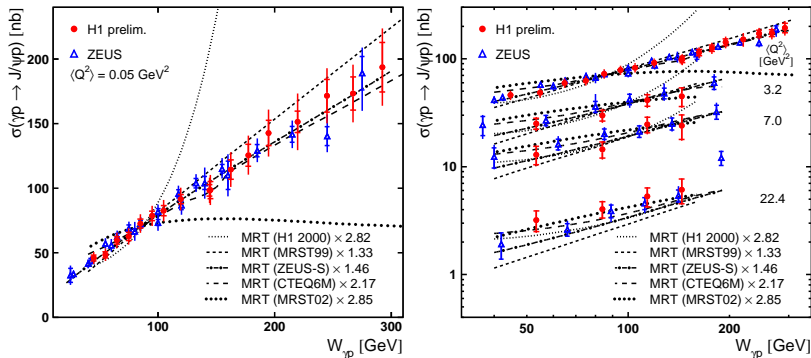 σ(γp → J/ψp) [nb]
200
150
100
50
0
H1 prelim.
ZEUS
⟨Q²⟩ = 0.05 GeV²
MRT (H1 2000) × 2.82
MRT (MRST99) × 1.33
MRT (ZEUS-S) × 1.46
MRT (CTEQ6M) × 2.17
MRT (MRST02) × 2.85
100
200
300
Wγp [GeV]
σ(γp → J/ψp) [nb]
100
10
1
H1 prelim.
ZEUS
⟨Q²⟩
[GeV²]
3.2
7.0
22.4
MRT (H1 2000) × 2.82
MRT (MRST99) × 1.33
MRT (ZEUS-S) × 1.46
MRT (CTEQ6M) × 2.17
MRT (MRST02) × 2.85
50
100
200
Wγp [GeV]